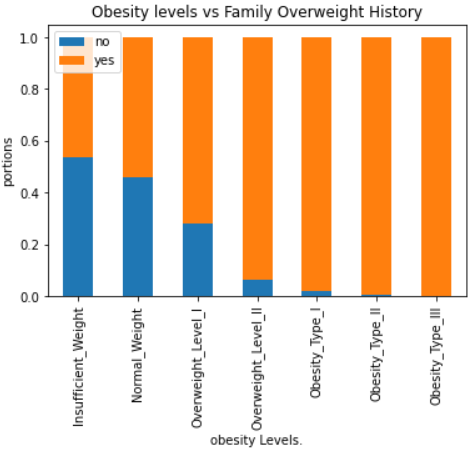 Obesity levels vs Family Overweight History
no
yes
portions
1.0
0.8
0.6
0.4
0.2
0.0
Insufficient_Weight
Normal_Weight
Overweight_Level_I
Overweight_Level_II
Obesity_Type_I
Obesity_Type_II
Obesity_Type_III
obesity Levels.